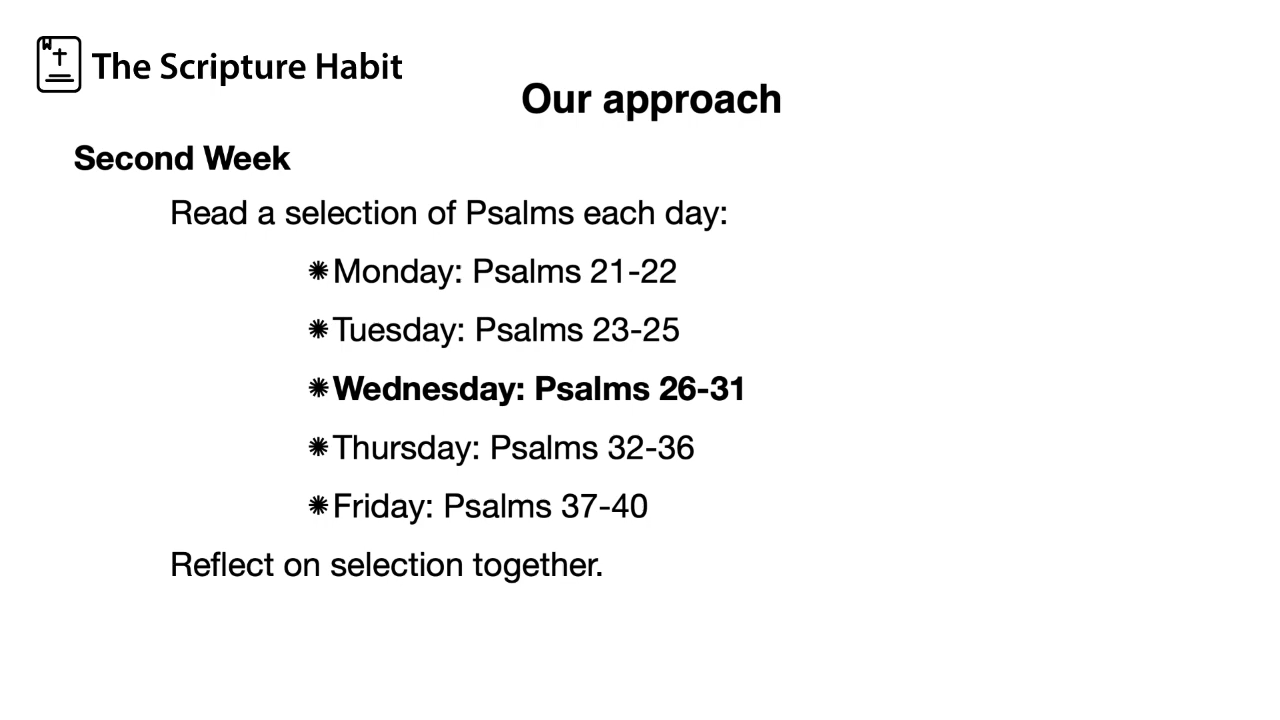 The Scripture Habit
Our approach
Second Week
Read a selection of Psalms each day:
✹Monday: Psalms 21-22
✹Tuesday: Psalms 23-25
✹Wednesday: Psalms 26-31
✹Thursday: Psalms 32-36
✹Friday: Psalms 37-40
Reflect on selection together.